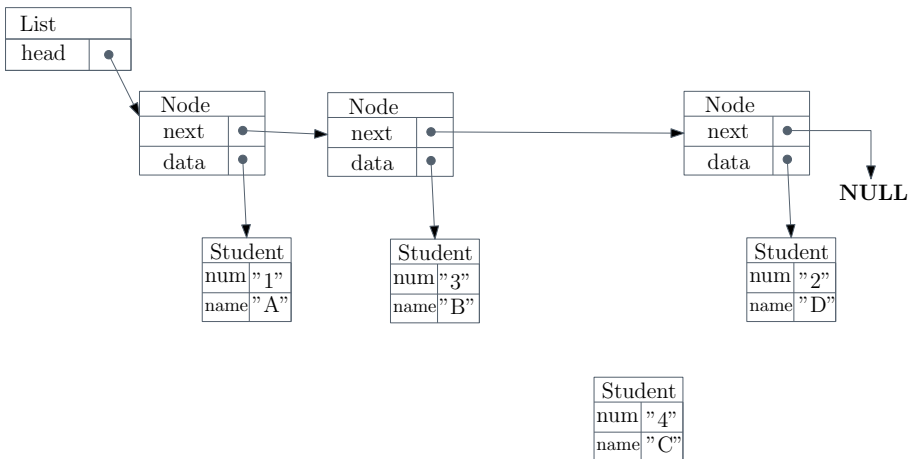 List
head
Node
next
data
Node
next
data
Node
next
data
NULL
Student
num "1"
name "A"
Student
num "3"
name "B"
Student
num "2"
name "D"
Student
num "4"
name "C"